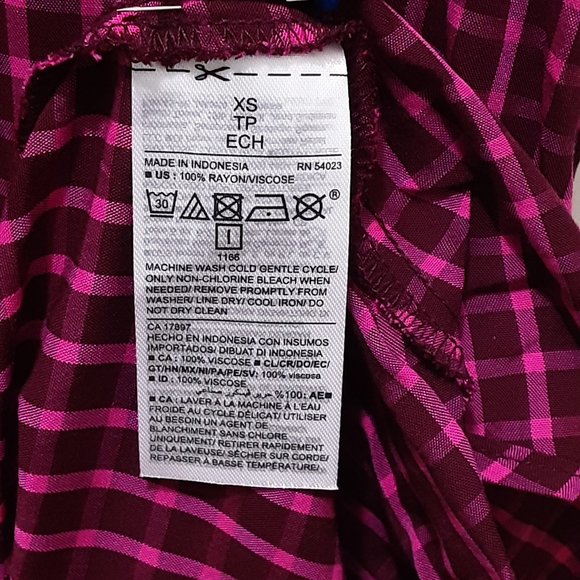 XS
TP
ECH
MADE IN INDONESIA RN 54023
■ US : 100% RAYON/VISCOSE
30
®
I
1166
MACHINE WASH COLD GENTLE CYCLE/
ONLY NON-CHLORINE BLEACH WHEN
NEEDED/ REMOVE PROMPTLY FROM
WASHER/ LINE DRY/ COOL IRON/ DO
NOT DRY CLEAN
CA 17897
HECHO EN INDONESIA CON INSUMOS
IMPORTADOS/ DIBUAT DI INDONESIA
■ CA : 100% VISCOSE ■ CL/CR/DO/EC/
GT/HN/MX/NI/PA/PE/SV: 100% viscosa
■ ID : 100% VISCOSE
■ AE :100%
■ CA : LAVER À LA MACHINE À L'EAU
FROIDE AU CYCLE DÉLICAT/ UTILISER
AU BESOIN UN AGENT DE
BLANCHIMENT SANS CHLORE
UNIQUEMENT/ RETIRER RAPIDEMENT
DE LA LAVEUSE/ SÉCHER SUR CORDE/
REPASSER À BASSE TEMPÉRATURE/